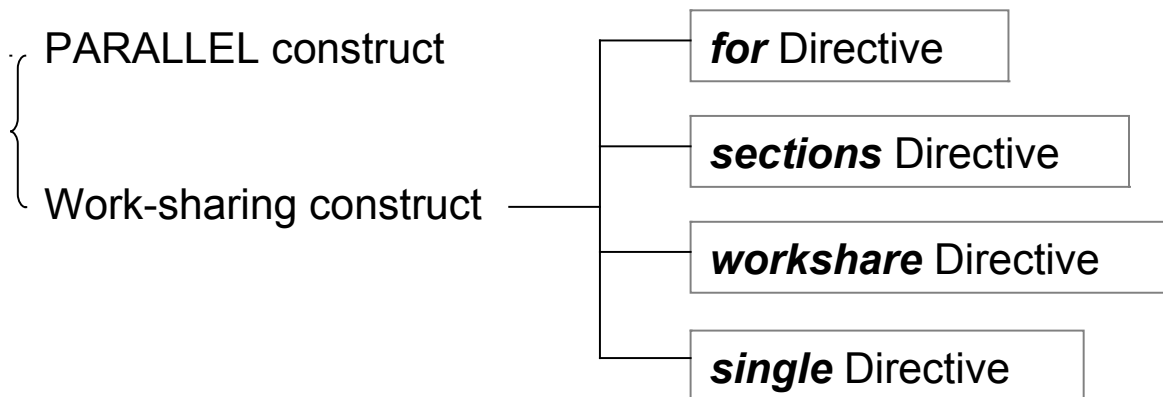 PARALLEL construct
for Directive
sections Directive
Work-sharing construct
workshare Directive
single Directive